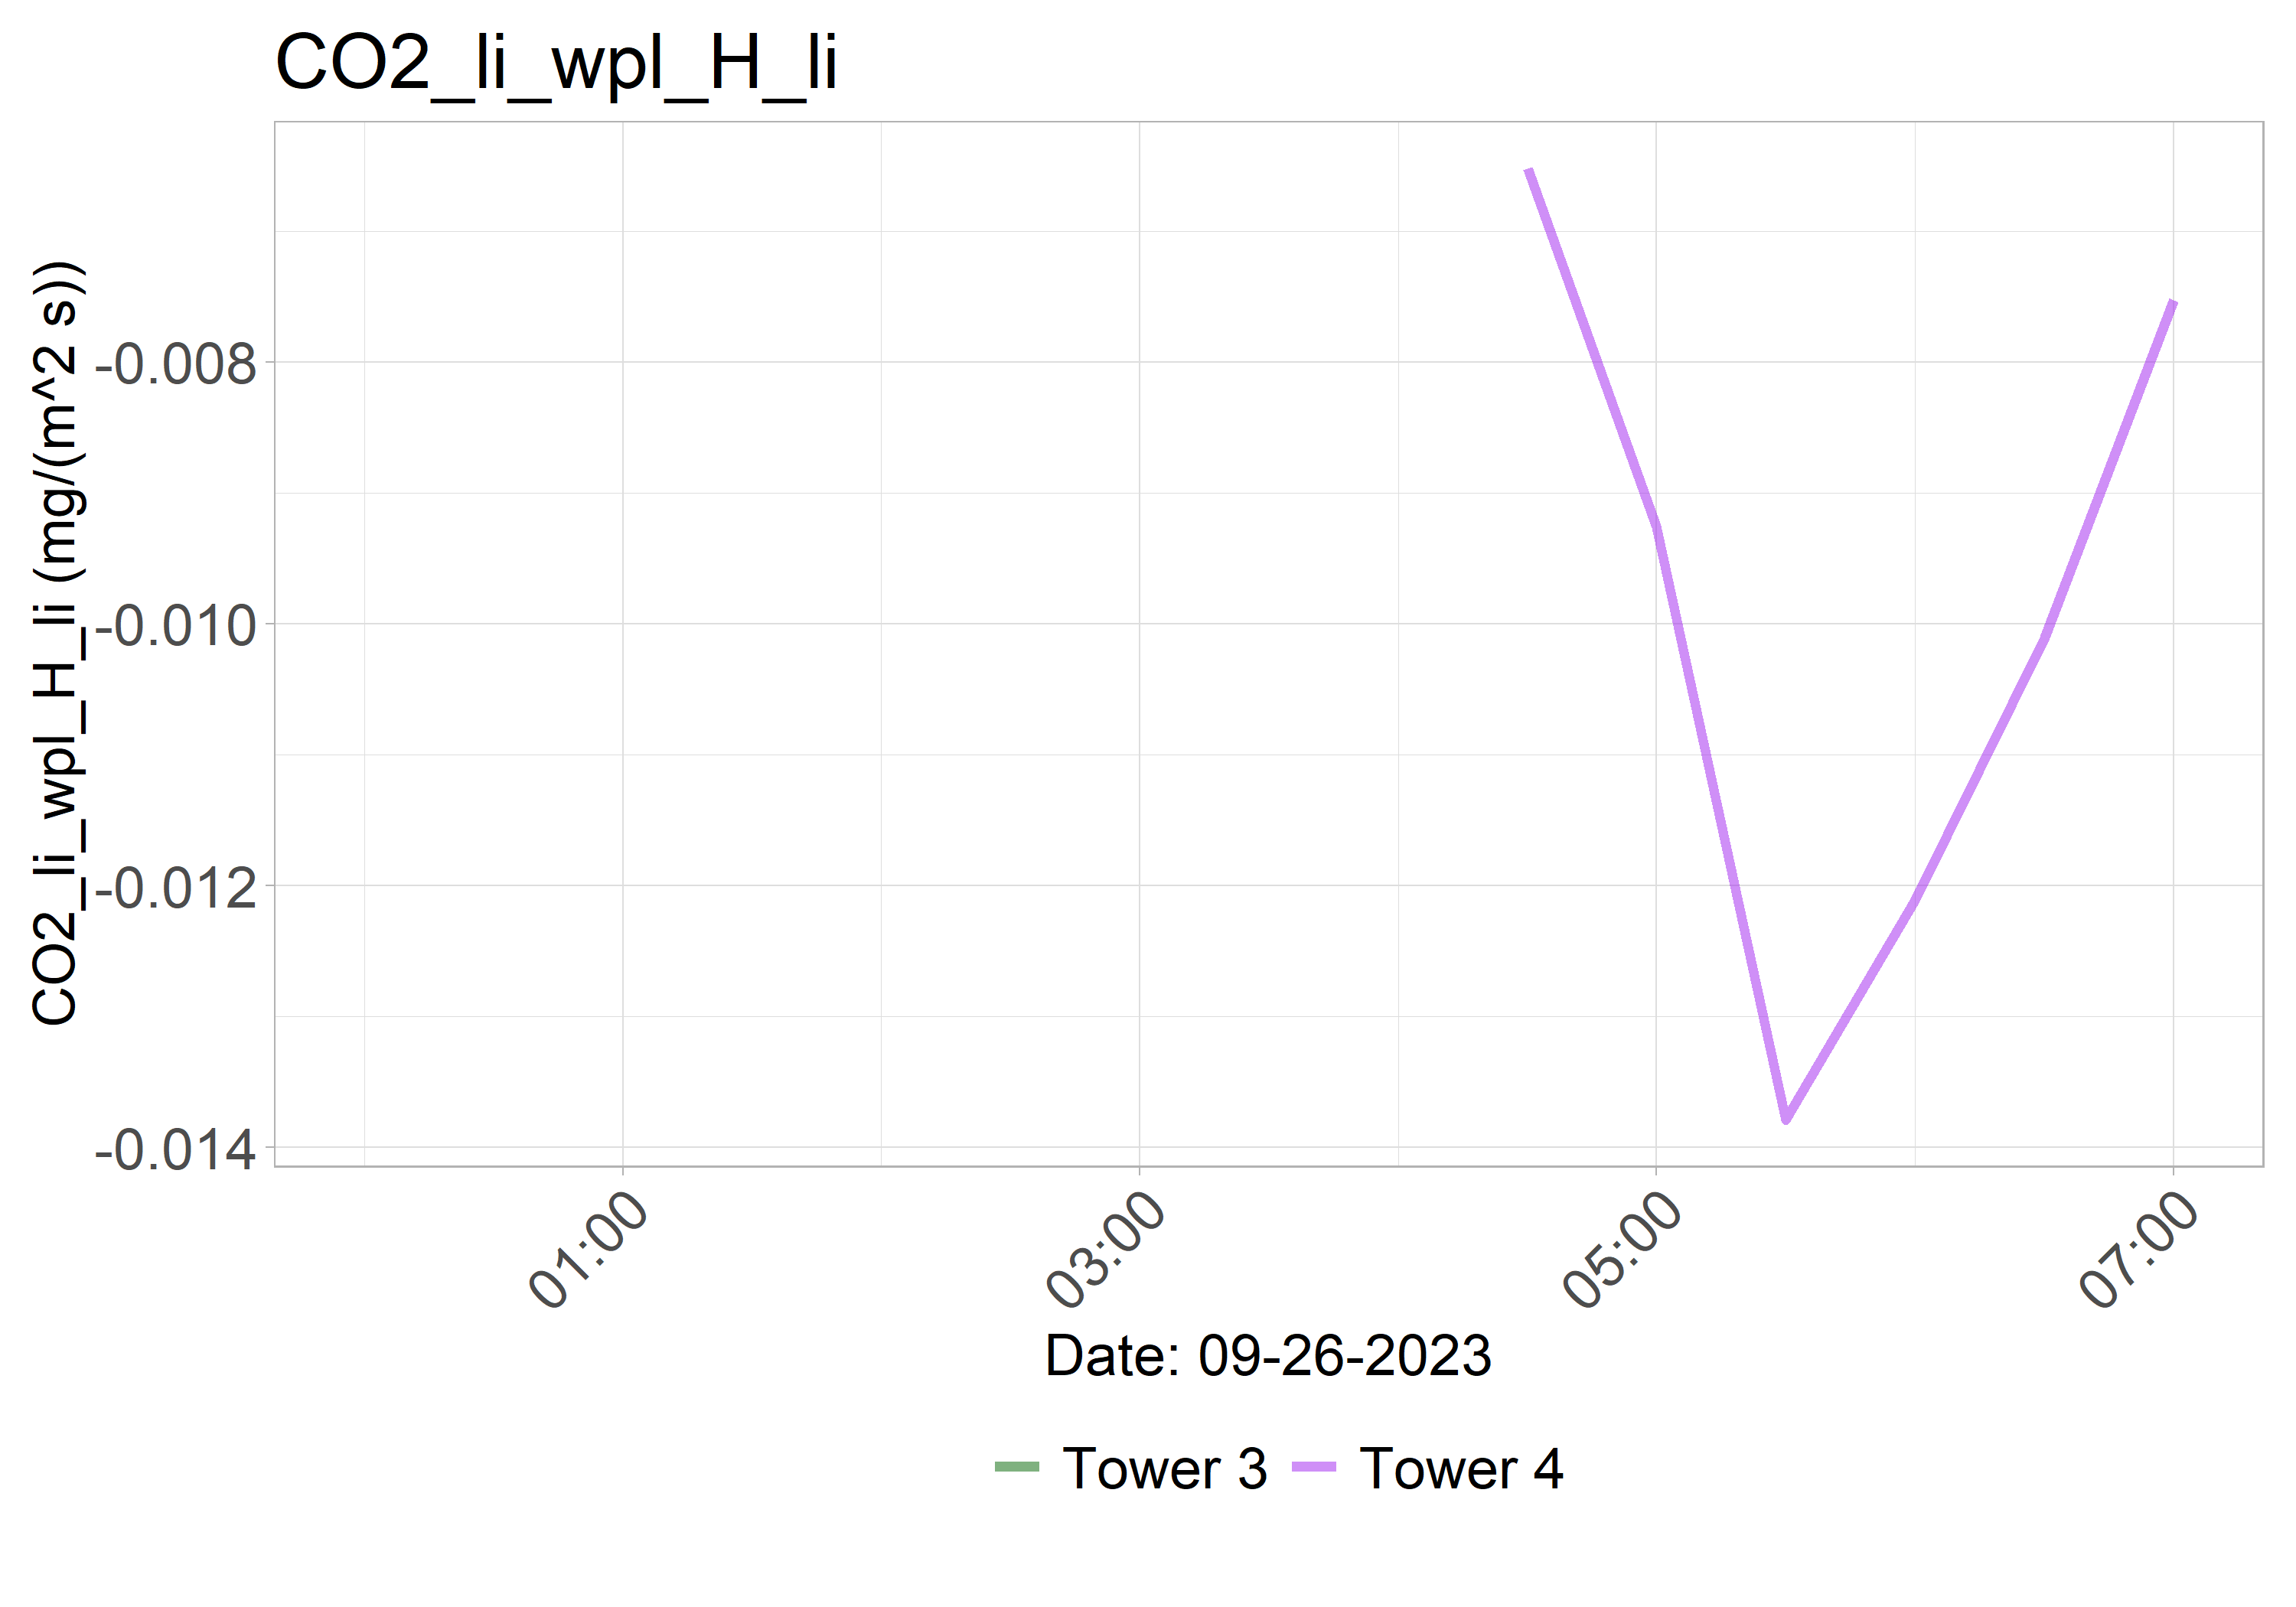 CO2_li_wpl_H_li
CO2_li_wpl_H_li (mg/(m^2 s))
-0.008
-0.010
-0.012
-0.014
01:00
03:00
05:00
07:00
Date: 09-26-2023
Tower 3
Tower 4